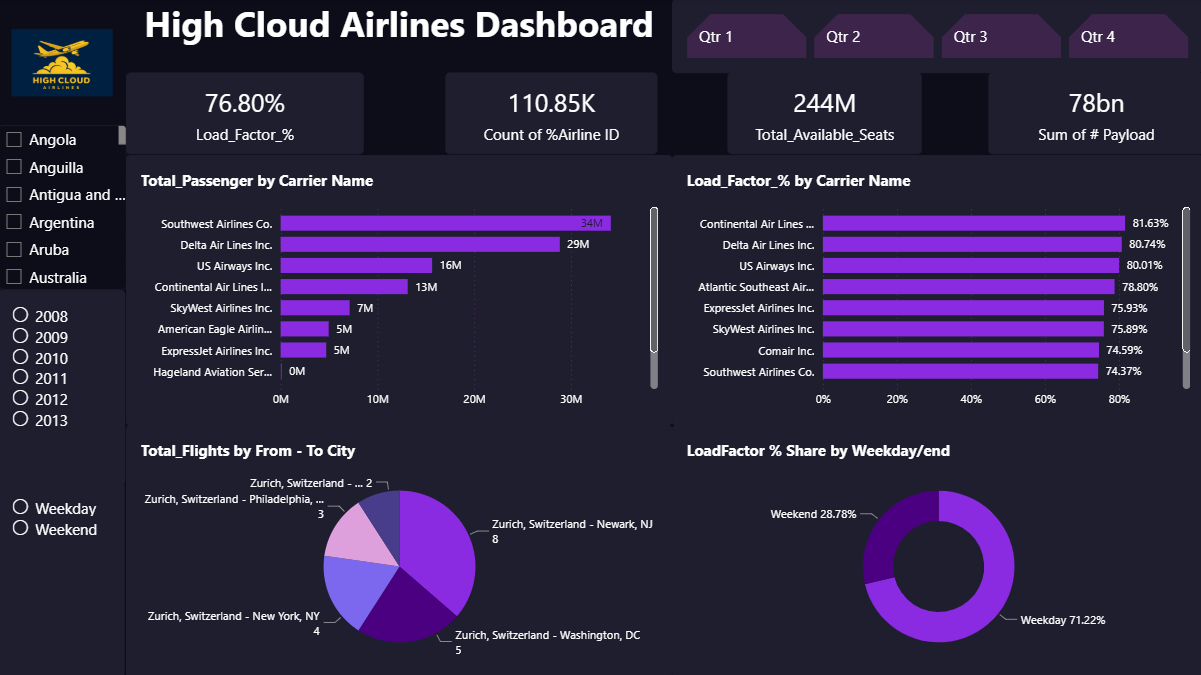 High Cloud Airlines Dashboard
HIGH CLOUD
AIRLINES
Qtr 1
Qtr 2
Qtr 3
Qtr 4
76.80%
Load_Factor_%
110.85K
Count of %Airline ID
244M
Total_Available_Seats
78bn
Sum of # Payload
Angola
Anguilla
Antigua and ...
Argentina
Aruba
Australia
2008
2009
2010
2011
2012
2013
Weekday
Weekend
Total_Passenger by Carrier Name
Southwest Airlines Co. 34M
Delta Air Lines Inc. 29M
US Airways Inc. 16M
Continental Air Lines I... 13M
SkyWest Airlines Inc. 7M
American Eagle Airlin... 5M
ExpressJet Airlines Inc. 5M
Hageland Aviation Ser... 0M
0M 10M 20M 30M
Load_Factor_% by Carrier Name
Continental Air Lines ... 81.63%
Delta Air Lines Inc. 80.74%
US Airways Inc. 80.01%
Atlantic Southeast Air... 78.80%
ExpressJet Airlines Inc. 75.93%
SkyWest Airlines Inc. 75.89%
Comair Inc. 74.59%
Southwest Airlines Co. 74.37%
0% 20% 40% 60% 80%
Total_Flights by From - To City
Zurich, Switzerland - ... 2
Zurich, Switzerland - Philadelphia, ...
3
Zurich, Switzerland - Newark, NJ
8
Zurich, Switzerland - New York, NY
4
Zurich, Switzerland - Washington, DC
5
LoadFactor % Share by Weekday/end
Weekend 28.78%
Weekday 71.22%